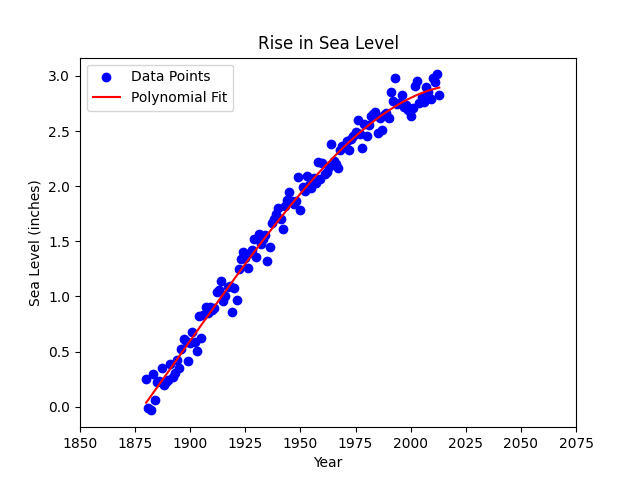 Rise in Sea Level
Data Points
Polynomial Fit
Sea Level (inches)
3.0
2.5
2.0
1.5
1.0
0.5
0.0
1850 1875 1900 1925 1950 1975 2000 2025 2050 2075
Year